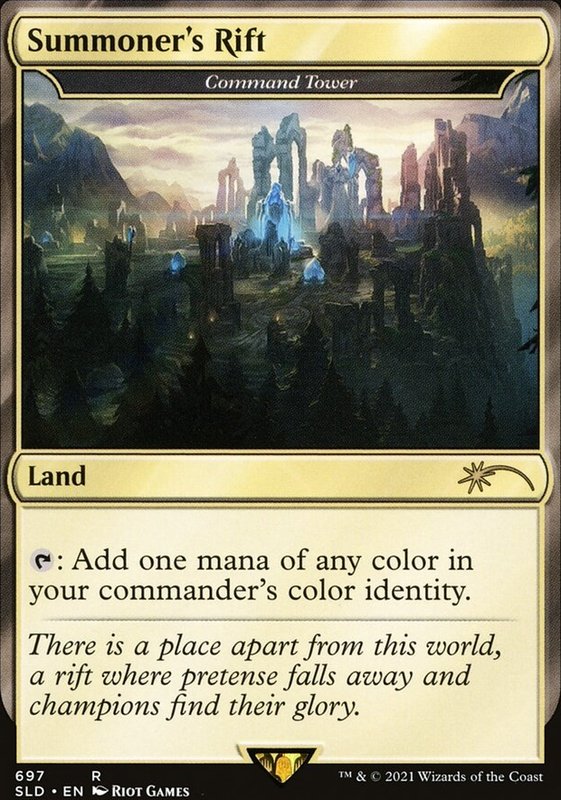 Summoner's Rift
Command Tower
Land
: Add one mana of any color in
your commander's color identity.
There is a place apart from this world,
a rift where pretense falls away and
champions find their glory.
697 R
SLD • EN Riot Games
™ & © 2021 Wizards of the Coast